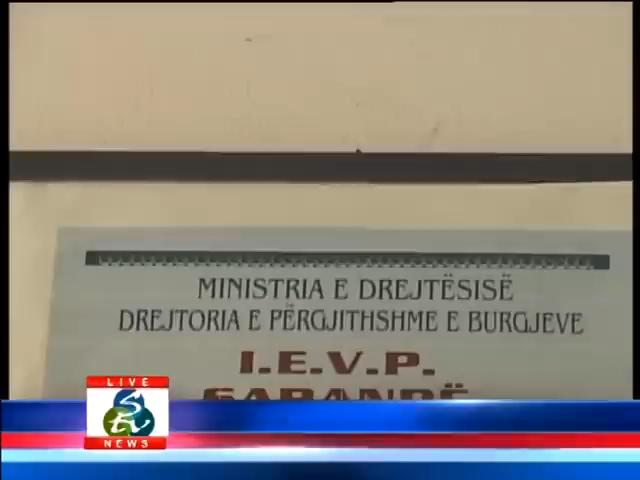 MINISTRIA E DREJTËSISË
DREJTORIA E PËRGJITHSHME E BURGJEVE
I.E.V.P.
LIVE
NEWS